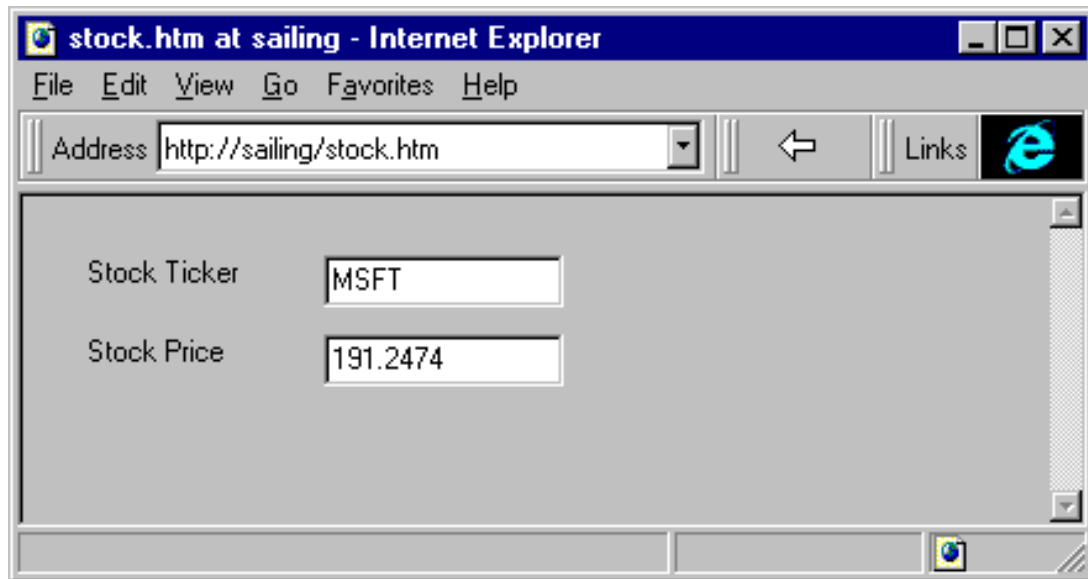 stock.htm at sailing - Internet Explorer
File Edit View Go Favorites Help
Address http://sailing/stock.htm Links
Stock Ticker MSFT
Stock Price 191.2474